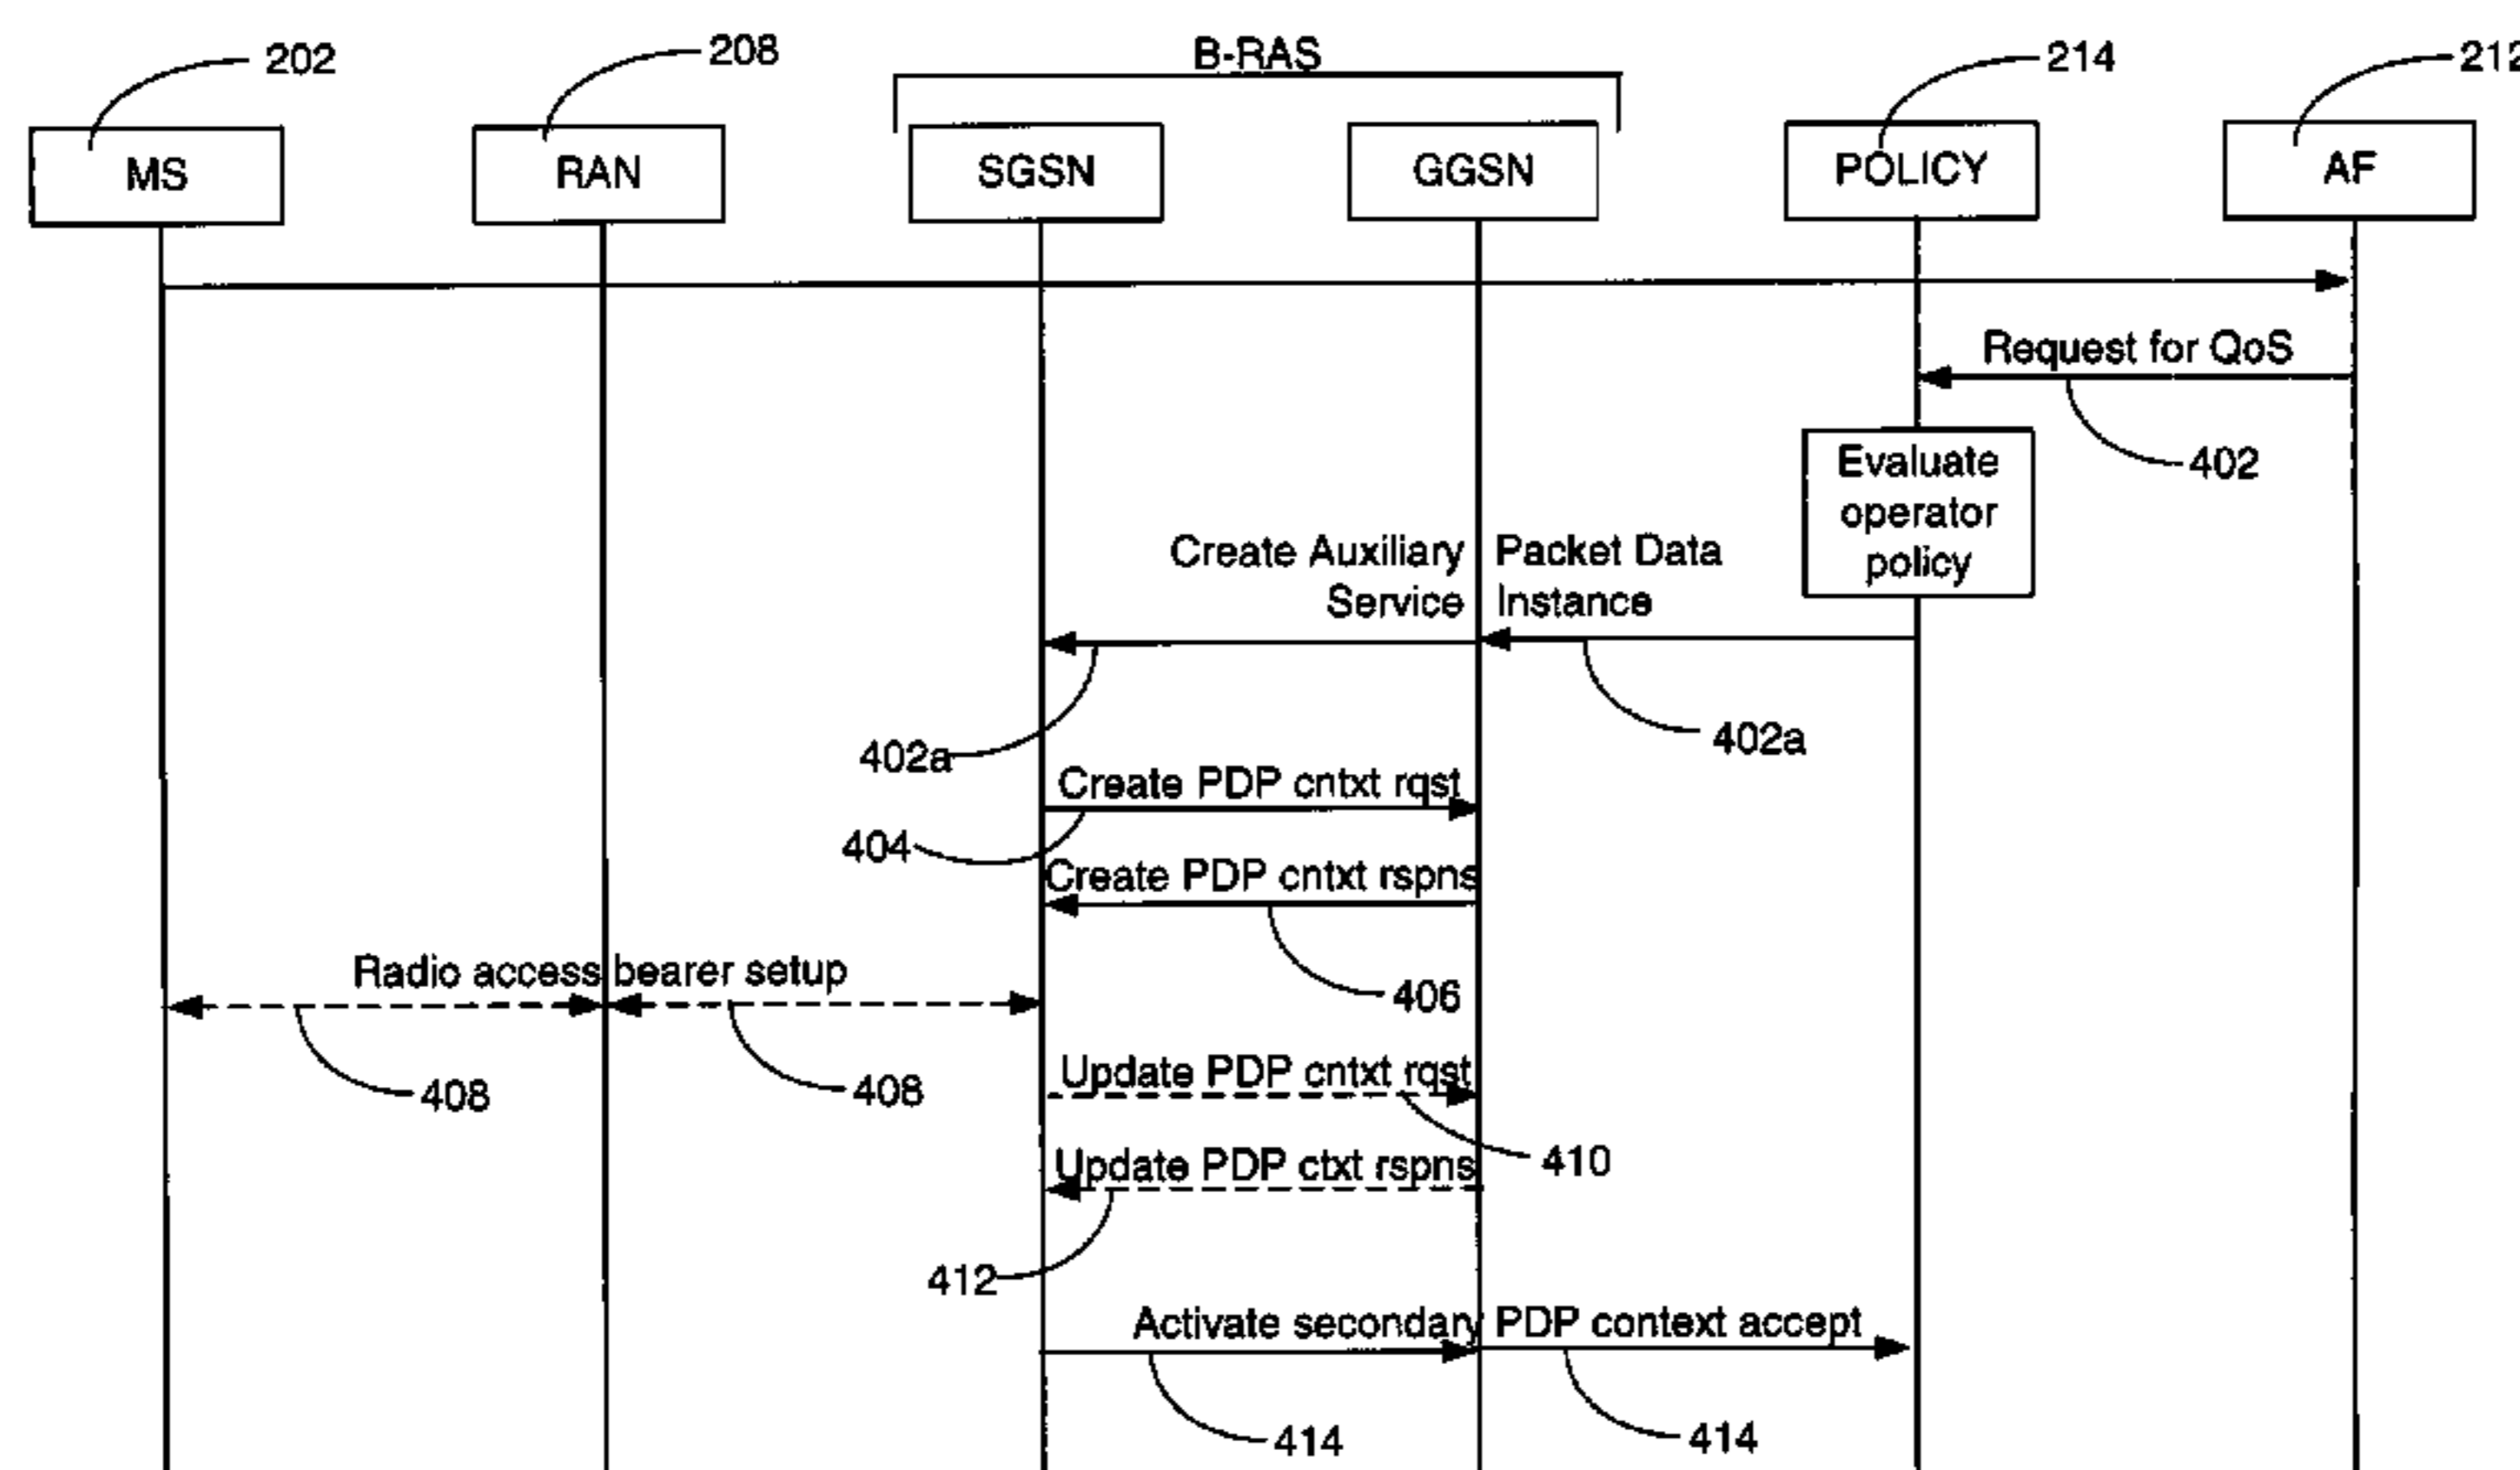 202
208
B-RAS
214
212
MS
RAN
SGSN
GGSN
POLICY
AF
Request for QoS
402
Evaluate
operator
policy
Create Auxiliary Packet Data
Service Instance
402a
402a
Create PDP cntxt rqst
404
Create PDP cntxt rspns
406
Radio access bearer setup
408
408
Update PDP cntxt rqst
410
Update PDP ctxt rspns
412
Activate secondary PDP context accept
414
414